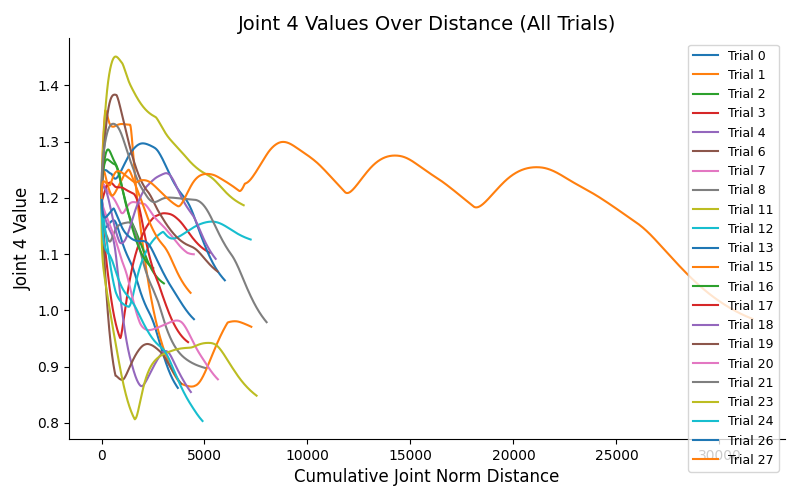 Joint 4 Values Over Distance (All Trials)
Joint 4 Value
1.4
1.3
1.2
1.1
1.0
0.9
0.8
0
5000
10000
15000
20000
25000
30000
Cumulative Joint Norm Distance
Trial 0
Trial 1
Trial 2
Trial 3
Trial 4
Trial 6
Trial 7
Trial 8
Trial 11
Trial 12
Trial 13
Trial 15
Trial 16
Trial 17
Trial 18
Trial 19
Trial 20
Trial 21
Trial 23
Trial 24
Trial 26
Trial 27